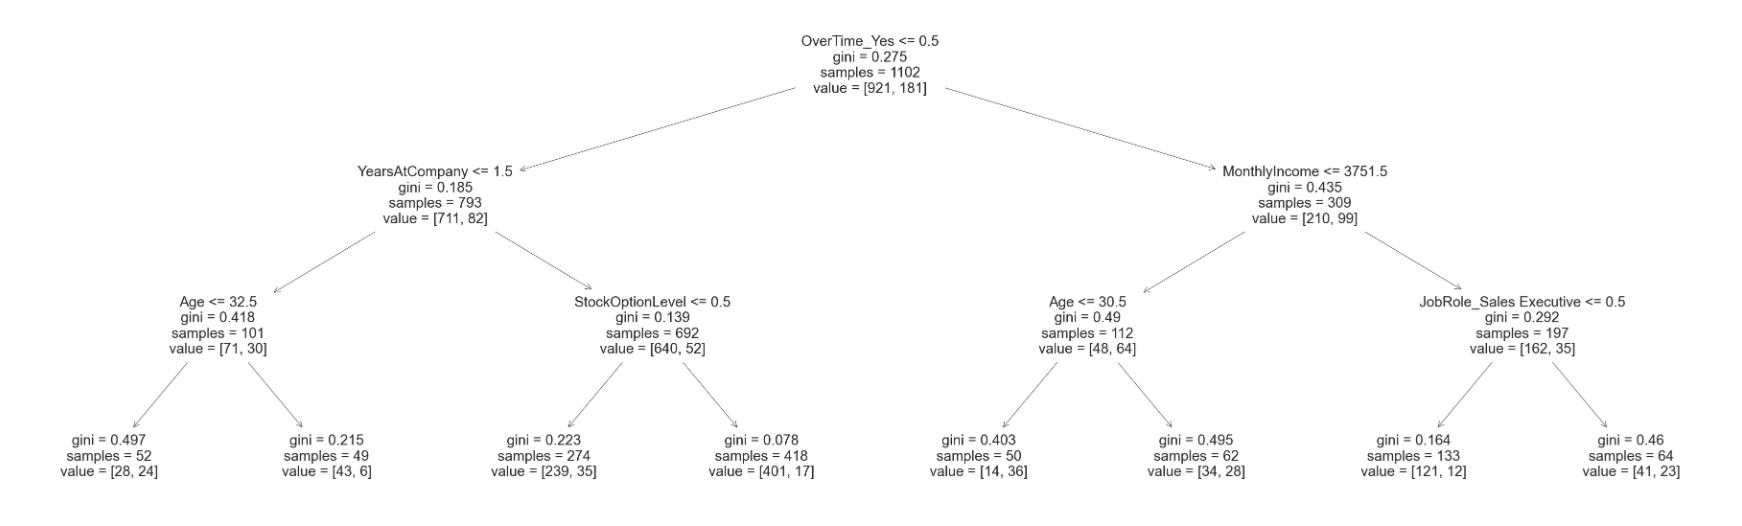 OverTime_Yes <= 0.5
gini = 0.275
samples = 1102
value = [921, 181]
YearsAtCompany <= 1.5
gini = 0.185
samples = 793
value = [711, 82]
MonthlyIncome <= 3751.5
gini = 0.435
samples = 309
value = [210, 99]
Age <= 32.5
gini = 0.418
samples = 101
value = [71, 30]
StockOptionLevel <= 0.5
gini = 0.139
samples = 692
value = [640, 52]
Age <= 30.5
gini = 0.49
samples = 112
value = [48, 64]
JobRole_Sales Executive <= 0.5
gini = 0.292
samples = 197
value = [162, 35]
gini = 0.497
samples = 52
value = [28, 24]
gini = 0.215
samples = 49
value = [43, 6]
gini = 0.223
samples = 274
value = [239, 35]
gini = 0.078
samples = 418
value = [401, 17]
gini = 0.403
samples = 50
value = [14, 36]
gini = 0.495
samples = 62
value = [34, 28]
gini = 0.164
samples = 133
value = [121, 12]
gini = 0.46
samples = 64
value = [41, 23]